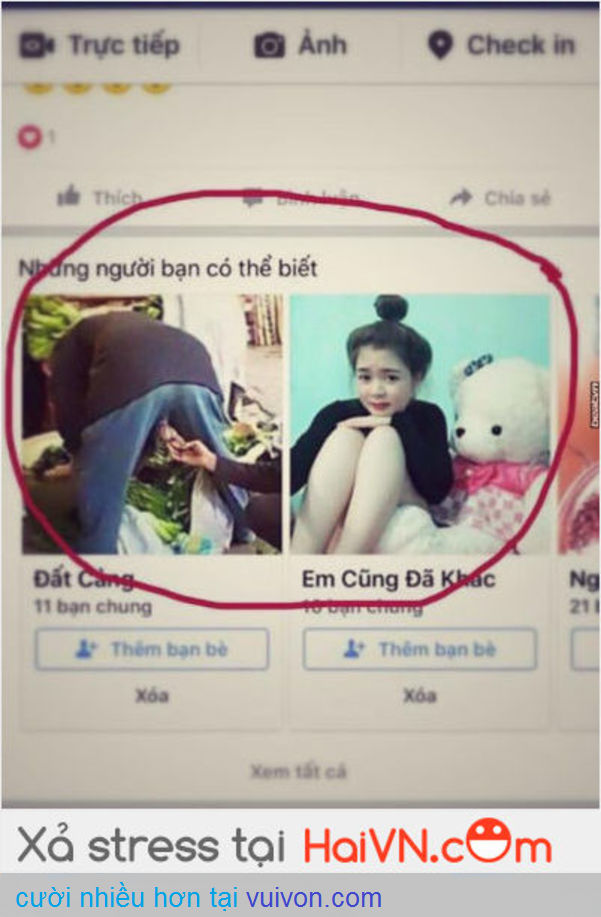 Trực tiếp
Ảnh
Check in
1
Thích
Bình luận
Chia sẻ
Những người bạn có thể biết
Đất Cảng
11 bạn chung
Thêm bạn bè
Xóa
Em Cũng Đã Khác
10 bạn chung
Thêm bạn bè
Xóa
Ng
21
Xem tất cả
Xả stress tại HaiVN.com
cười nhiều hơn tại vuivon.com